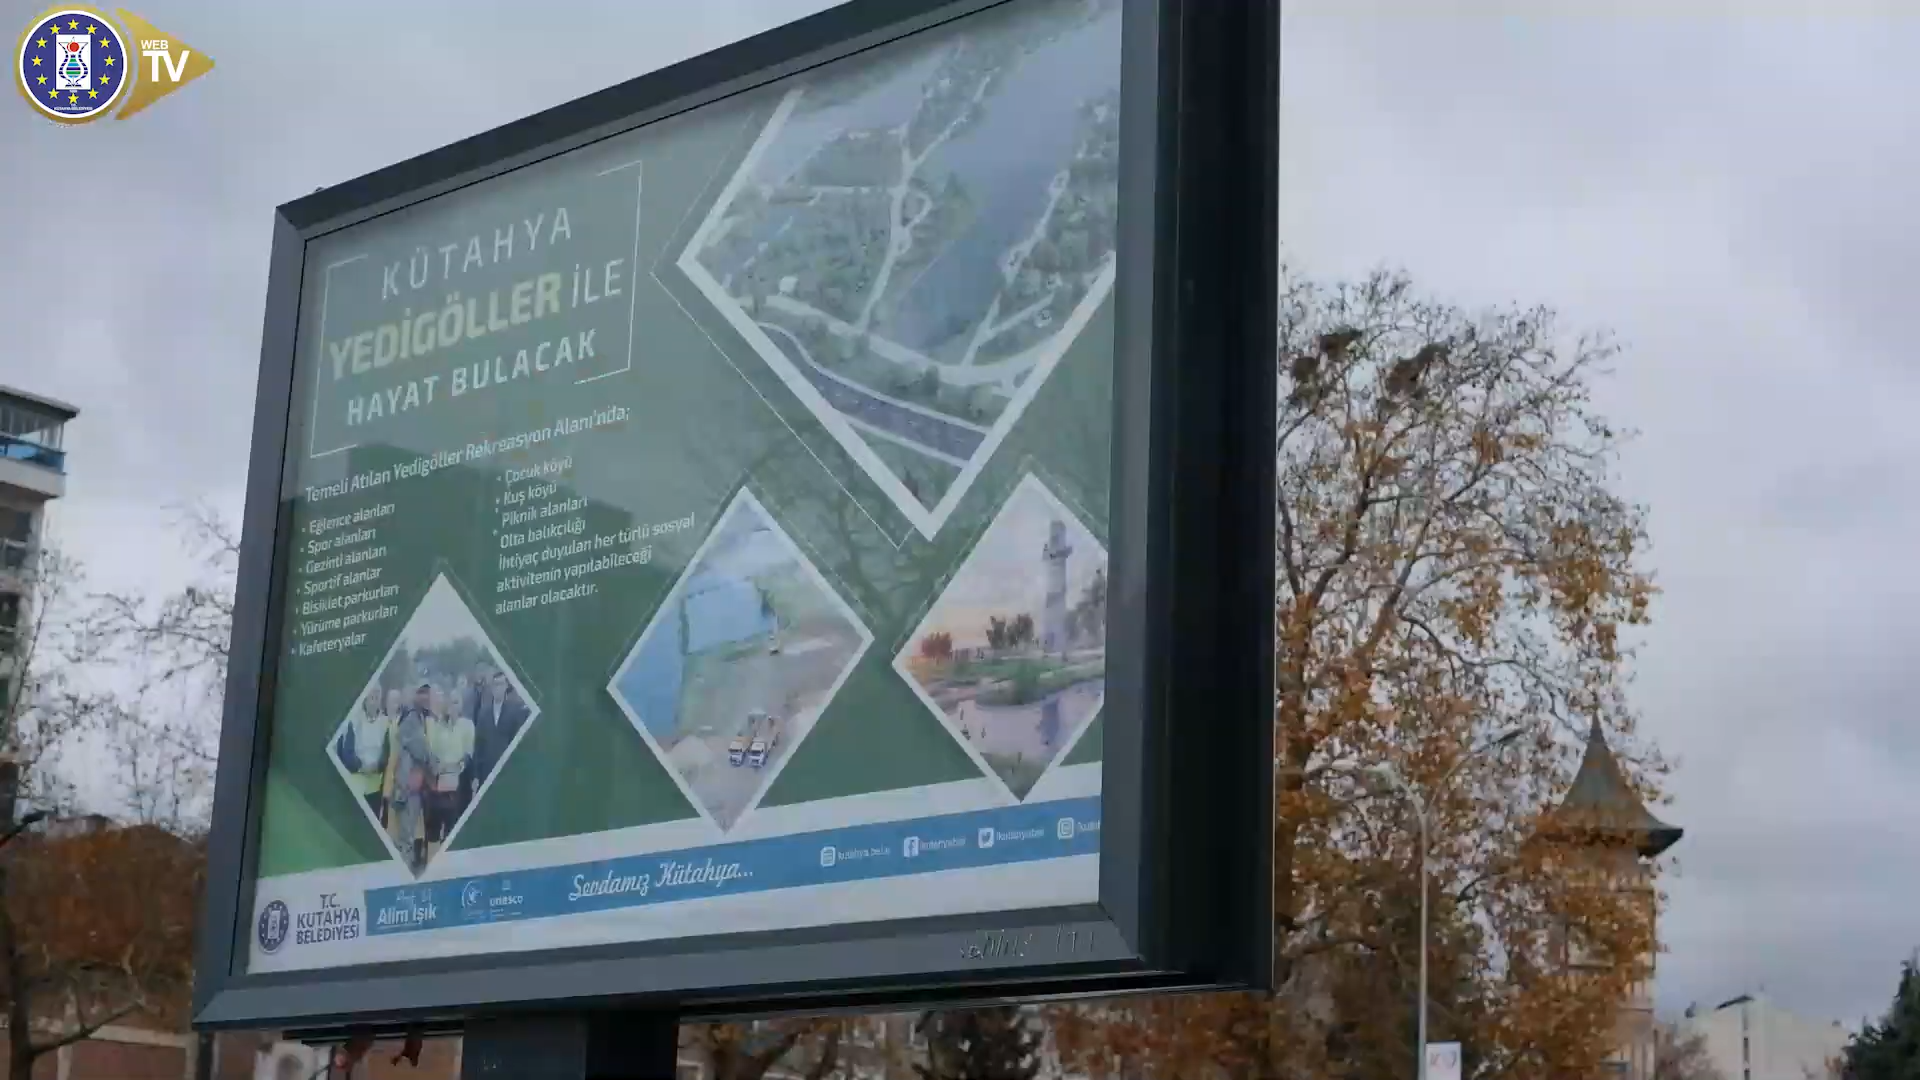 WEB
TV
KÜTAHYA
YEDİGÖLLER İLE
HAYAT BULACAK
Temeli Atılan Yedigöller Rekreasyon Alanı'nda;
• Eğlence alanları
• Spor alanları
• Gezinti alanları
• Sportif alanlar
• Bisiklet parkurları
• Yürüme parkurları
• Kafeteryalar
• Çocuk köyü
• Kuş köyü
Piknik alanları
• Olta balıkçılığı
İhtiyaç duyulan her türlü sosyal
aktivitenin yapılabileceği
alanlar olacaktır.
T.C.
KÜTAHYA
BELEDİYESİ
Alim Işık
unesco
Sevdamız Kütahya...